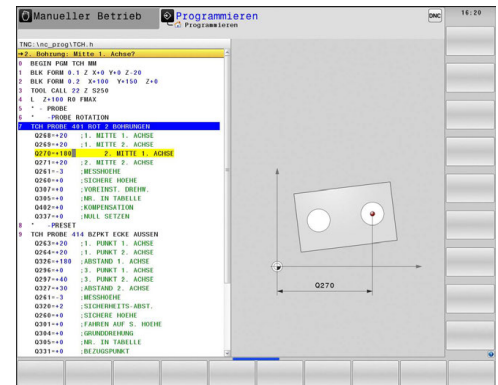 Manueller Betrieb
Programmieren
Programmieren
DNC
16:20
TNC:\nc_prog\TCH.h
→2. Bohrung: Mitte 1. Achse?
0 BEGIN PGM TCH MM
1 BLK FORM 0.1 Z X+0 Y+0 Z-20
2 BLK FORM 0.2 X+100 Y+150 Z+0
3 TOOL CALL 22 Z S250
4 L Z+100 R0 FMAX
5 * - PROBE
6 * -PROBE ROTATION
7 TCH PROBE 401 ROT 2 BOHRUNGEN
Q268=+20 ;1. MITTE 1. ACHSE
Q269=+20 ;1. MITTE 2. ACHSE
Q270=+180 2. MITTE 1. ACHSE
Q271=+20 ;2. MITTE 2. ACHSE
Q261=-3 ;MESSHOEHE
Q260=+0 ;SICHERE HOEHE
Q307=+0 ;VOREINST. DREHW.
Q305=+0 ;NR. IN TABELLE
Q402=+0 ;KOMPENSATION
Q337=+0 ;NULL SETZEN
8 * -PRESET
9 TCH PROBE 414 BZPKT ECKE AUSSEN
Q263=+20 ;1. PUNKT 1. ACHSE
Q264=+20 ;1. PUNKT 2. ACHSE
Q326=+180 ;ABSTAND 1. ACHSE
Q296=+0 ;3. PUNKT 1. ACHSE
Q297=+40 ;3. PUNKT 2. ACHSE
Q327=+30 ;ABSTAND 2. ACHSE
Q261=-3 ;MESSHOEHE
Q320=+2 ;SICHERHEITS-ABST.
Q260=+0 ;SICHERE HOEHE
Q301=+0 ;FAHREN AUF S. HOEHE
Q304=+0 ;GRUNDDREHUNG
Q305=+0 ;NR. IN TABELLE
Q331=+0 ;BEZUGSPUNKT
Q270